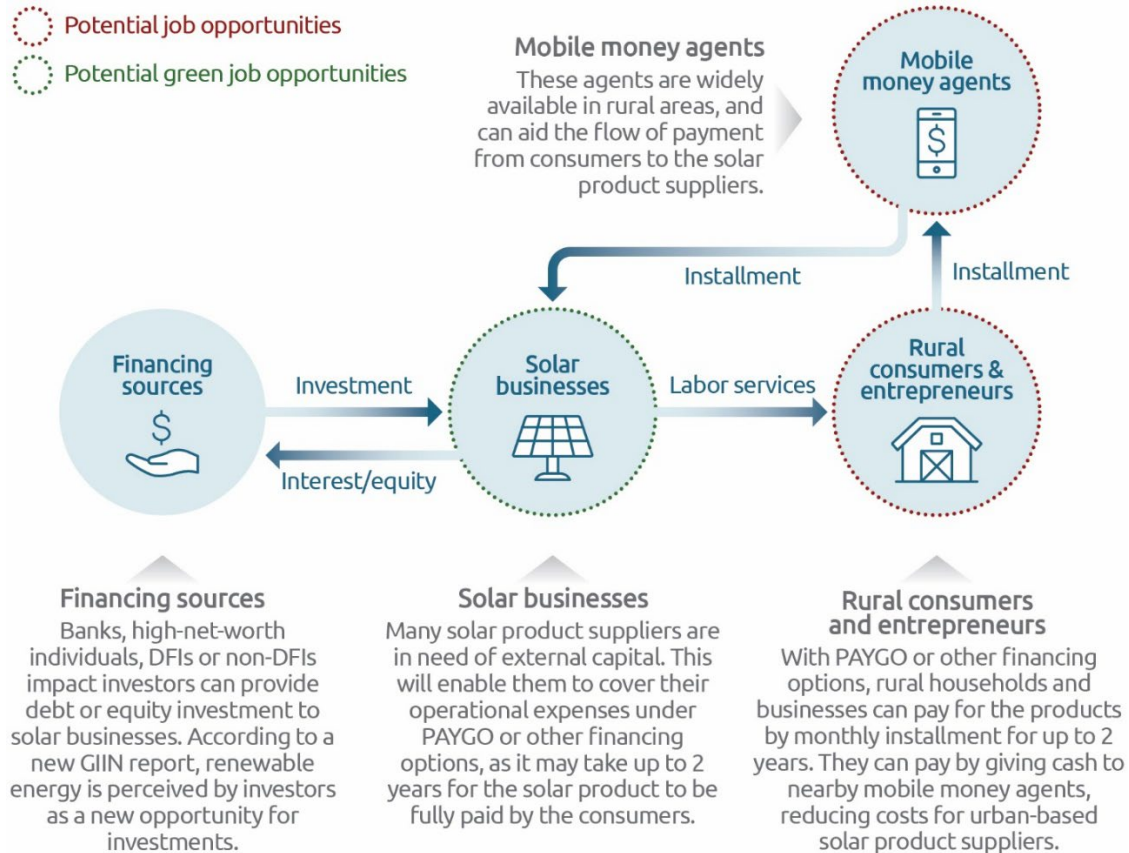 Potential job opportunities
Potential green job opportunities
Mobile money agents
These agents are widely
available in rural areas, and
can aid the flow of payment
from consumers to the solar
product suppliers.
Mobile
money agents
$
Installment
Installment
Financing
sources
$
Investment
Interest/equity
Solar
businesses
Labor services
Rural
consumers &
entrepreneurs
Financing sources
Banks, high-net-worth
individuals, DFIs or non-DFIs
impact investors can provide
debt or equity investment to
solar businesses. According to a
new GIIN report, renewable
energy is perceived by investors
as a new opportunity for
investments.
Solar businesses
Many solar product suppliers are
in need of external capital. This
will enable them to cover their
operational expenses under
PAYGO or other financing
options, as it may take up to 2
years for the solar product to be
fully paid by the consumers.
Rural consumers
and entrepreneurs
With PAYGO or other financing
options, rural households and
businesses can pay for the products
by monthly installment for up to 2
years. They can pay by giving cash to
nearby mobile money agents,
reducing costs for urban-based
solar product suppliers.